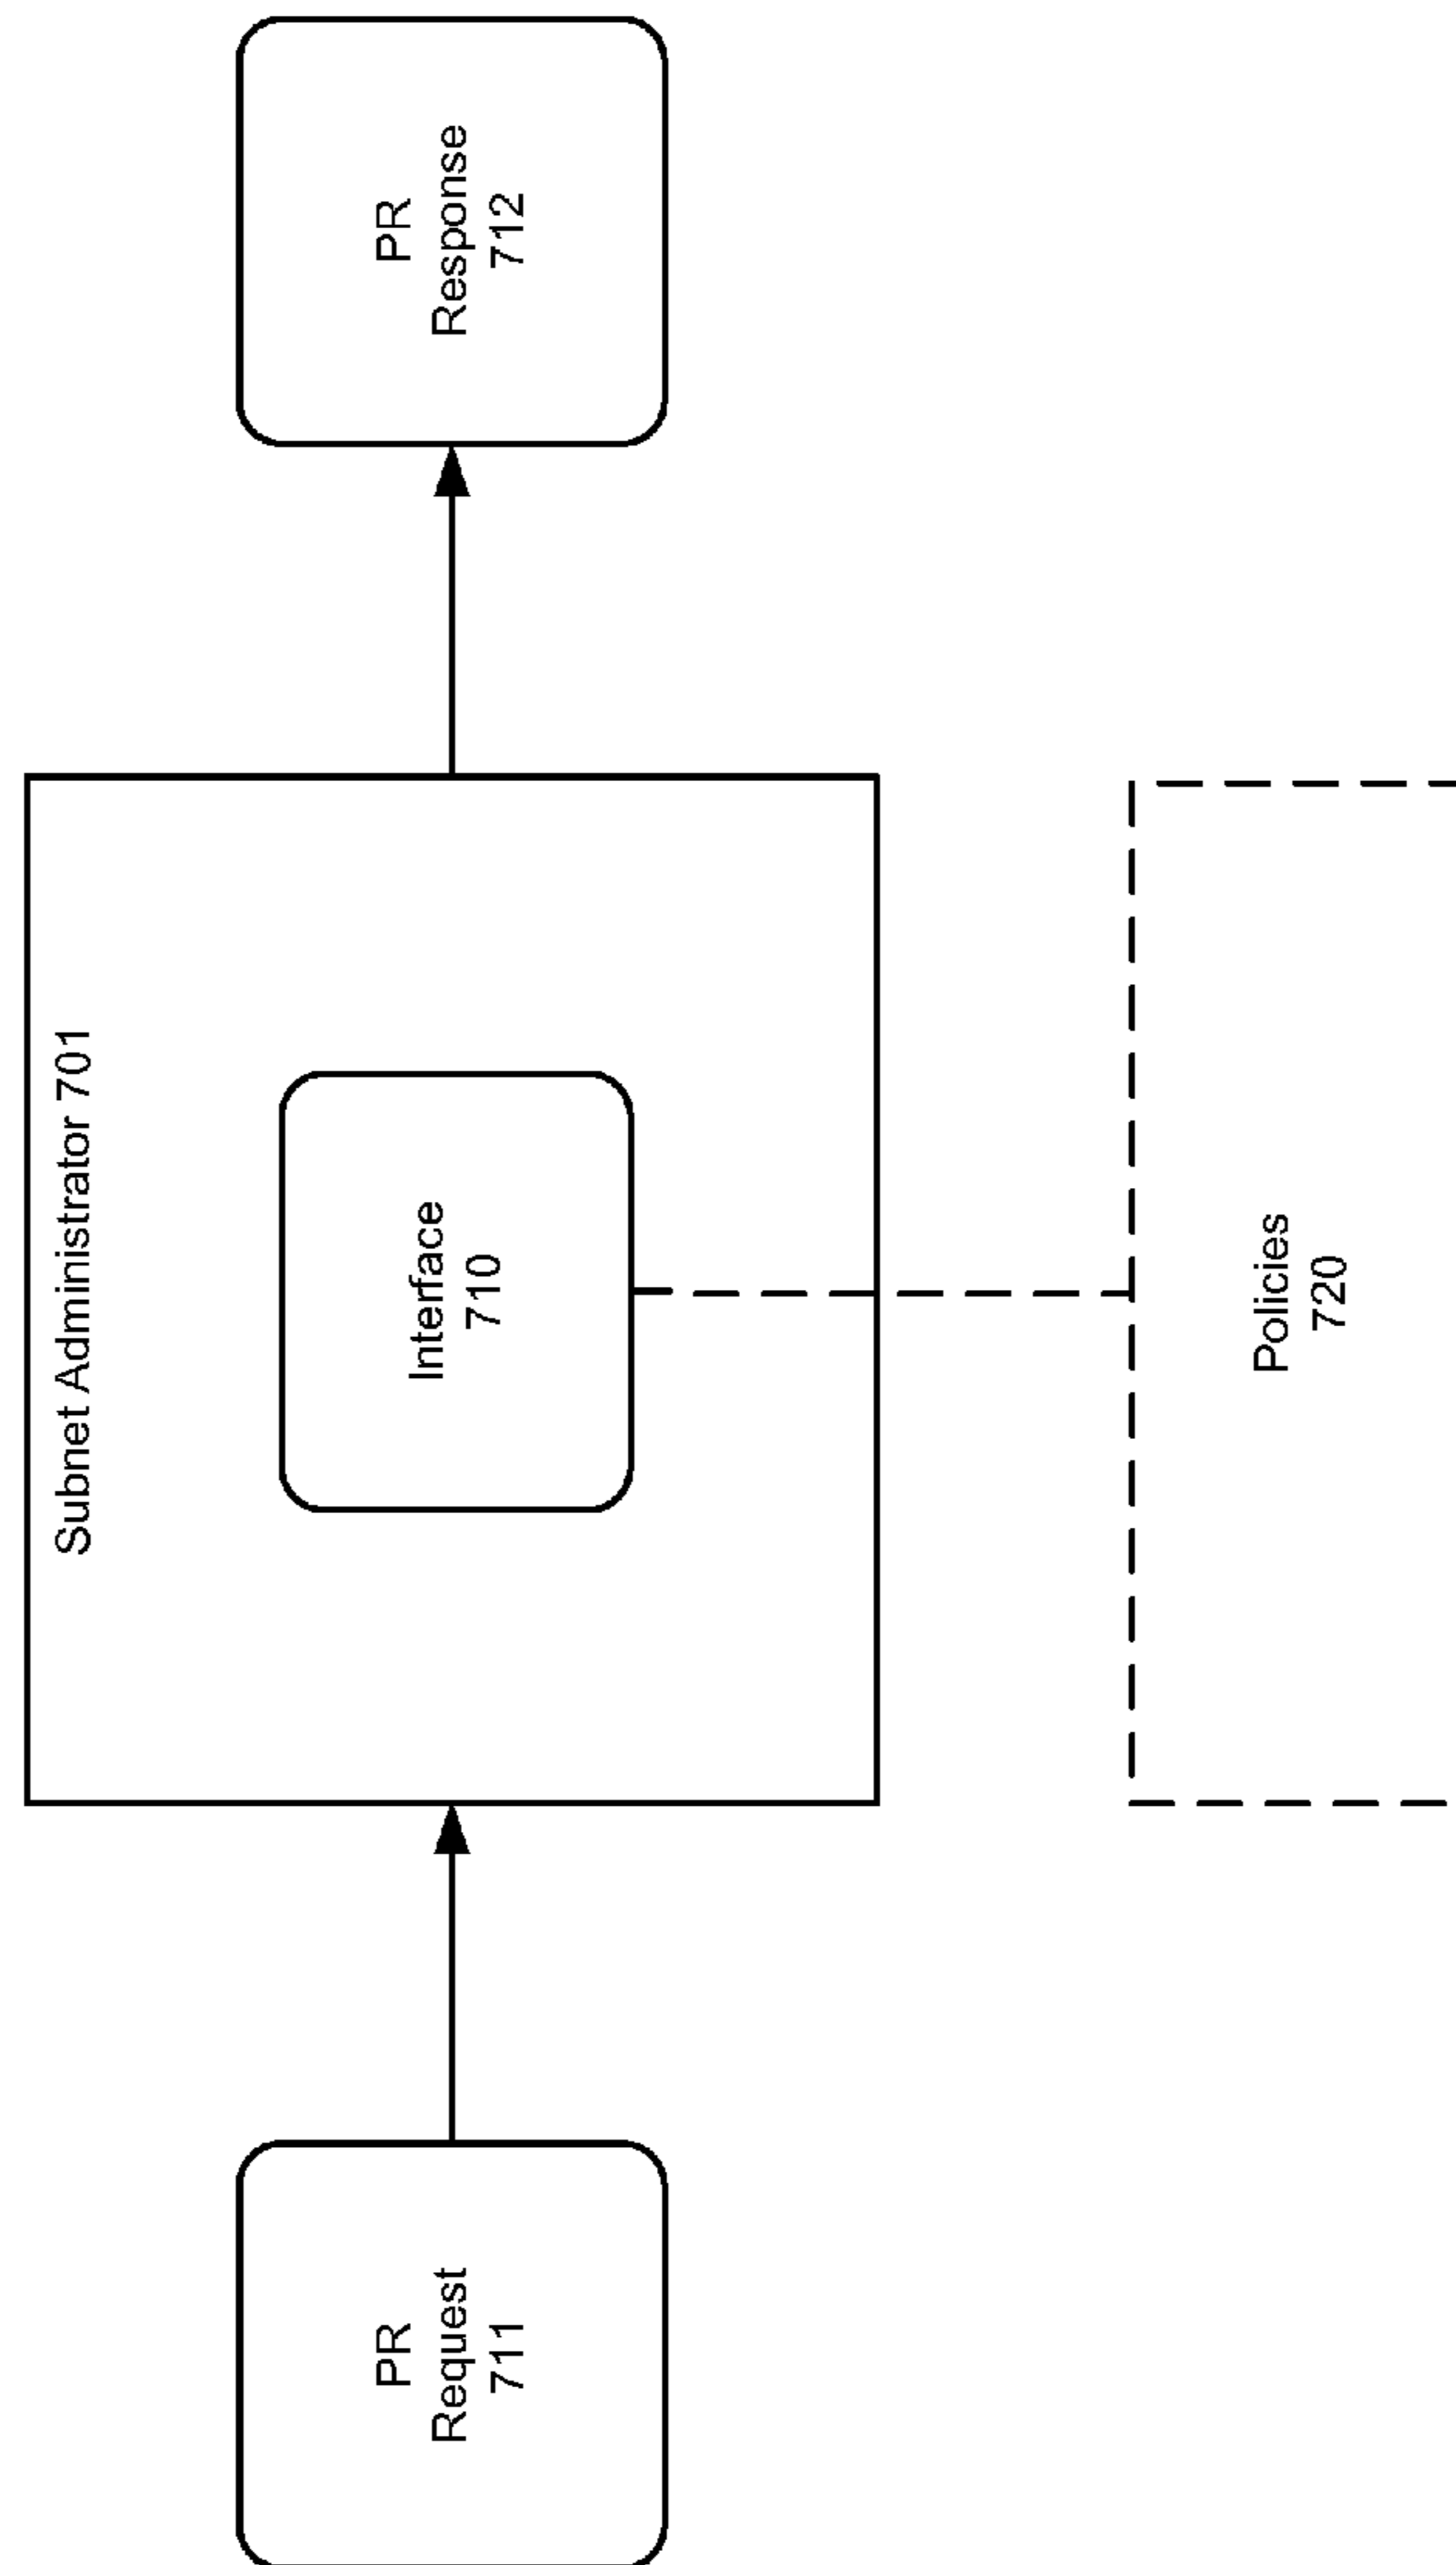 Subnet Administrator 701
PR
Request
711
Interface
710
PR
Response
712
Policies
720